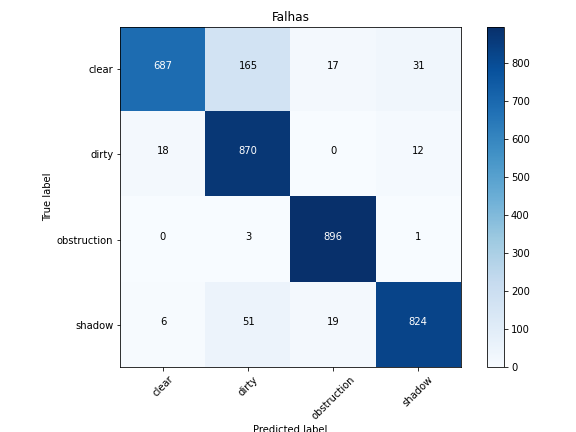 Falhas
True label
clear 687 165 17 31
dirty 18 870 0 12
obstruction 0 3 896 1
shadow 6 51 19 824
clear dirty obstruction shadow
Predicted label
800
700
600
500
400
300
200
100
0